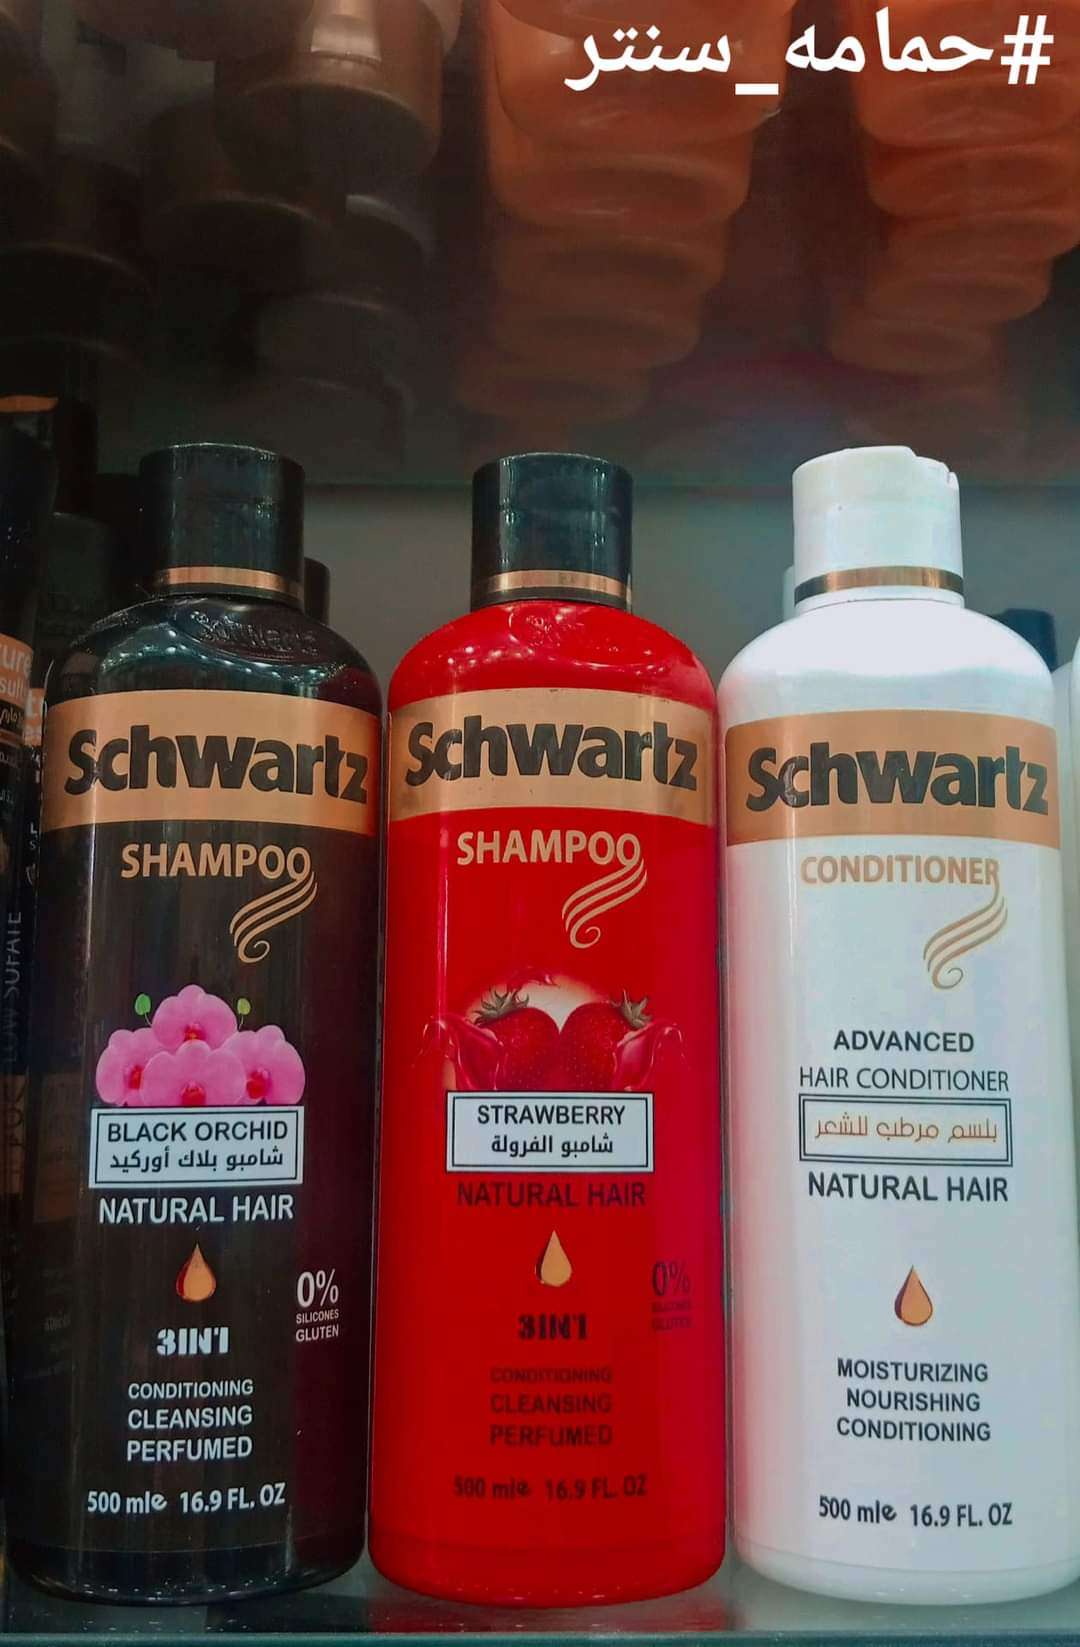 #حمامه_سنتر
Schwartz
SHAMPOO
BLACK ORCHID
شامبو بلاك أوركيد
NATURAL HAIR
0%
SILICONES
GLUTEN
3IN1
CONDITIONING
CLEANSING
PERFUMED
500 mle 16.9 FL. OZ
Schwartz
SHAMPOO
STRAWBERRY
شامبو الفرولة
NATURAL HAIR
0%
SILICONES
GLUTEN
3IN1
CONDITIONING
CLEANSING
PERFUMED
500 mle 16.9 FL. OZ
Schwartz
CONDITIONER
ADVANCED
HAIR CONDITIONER
بلسم مرطب للشعر
NATURAL HAIR
MOISTURIZING
NOURISHING
CONDITIONING
500 mle 16.9 FL. OZ